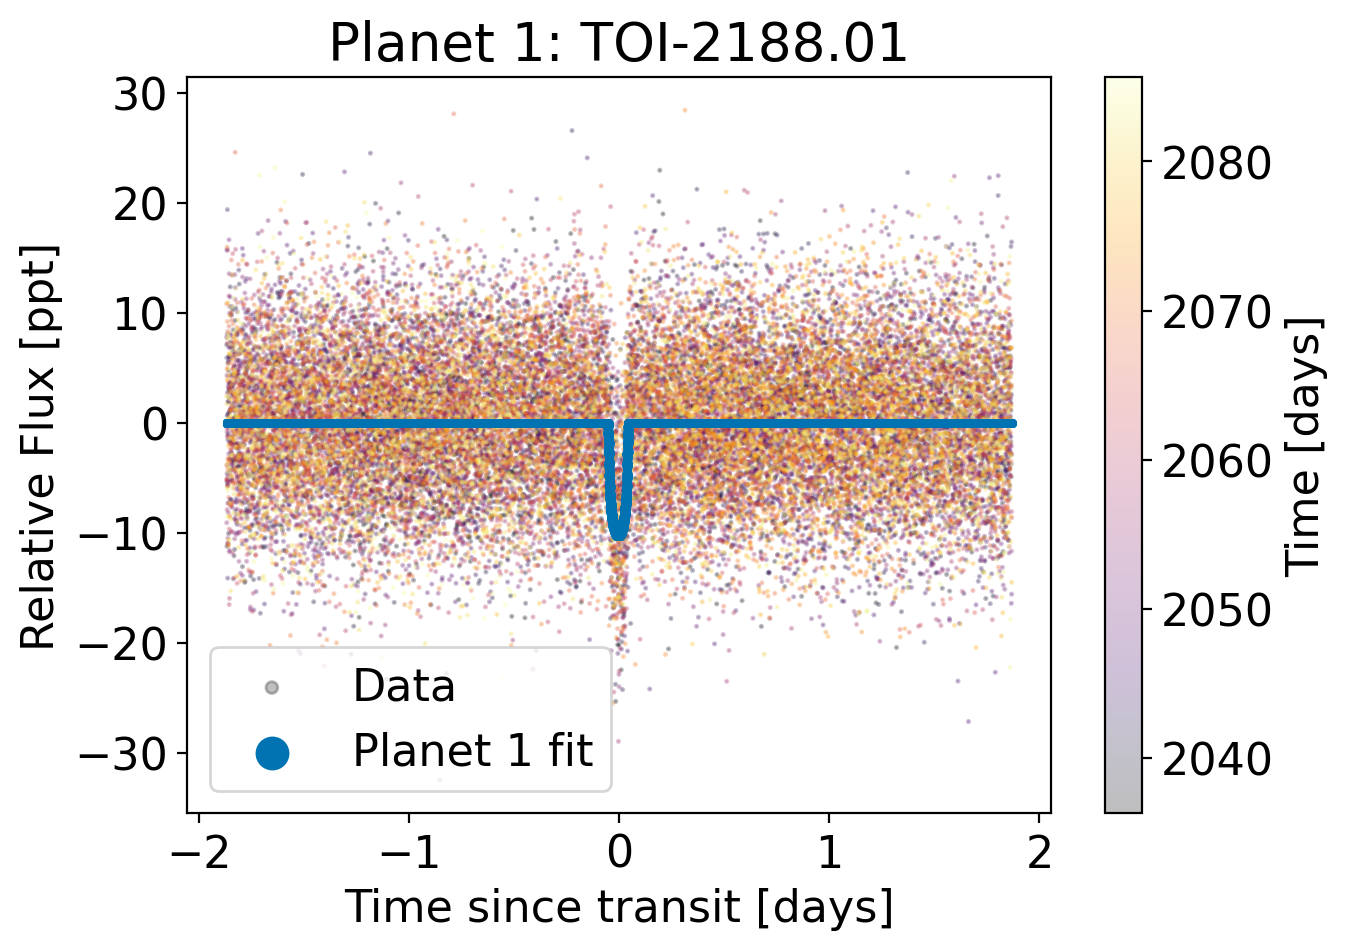 Planet 1: TOI-2188.01
30
20
10
0
−10
−20
−30
Relative Flux [ppt]
Data
Planet 1 fit
−2
−1
0
1
2
Time since transit [days]
2080
2070
2060
2050
2040
Time [days]